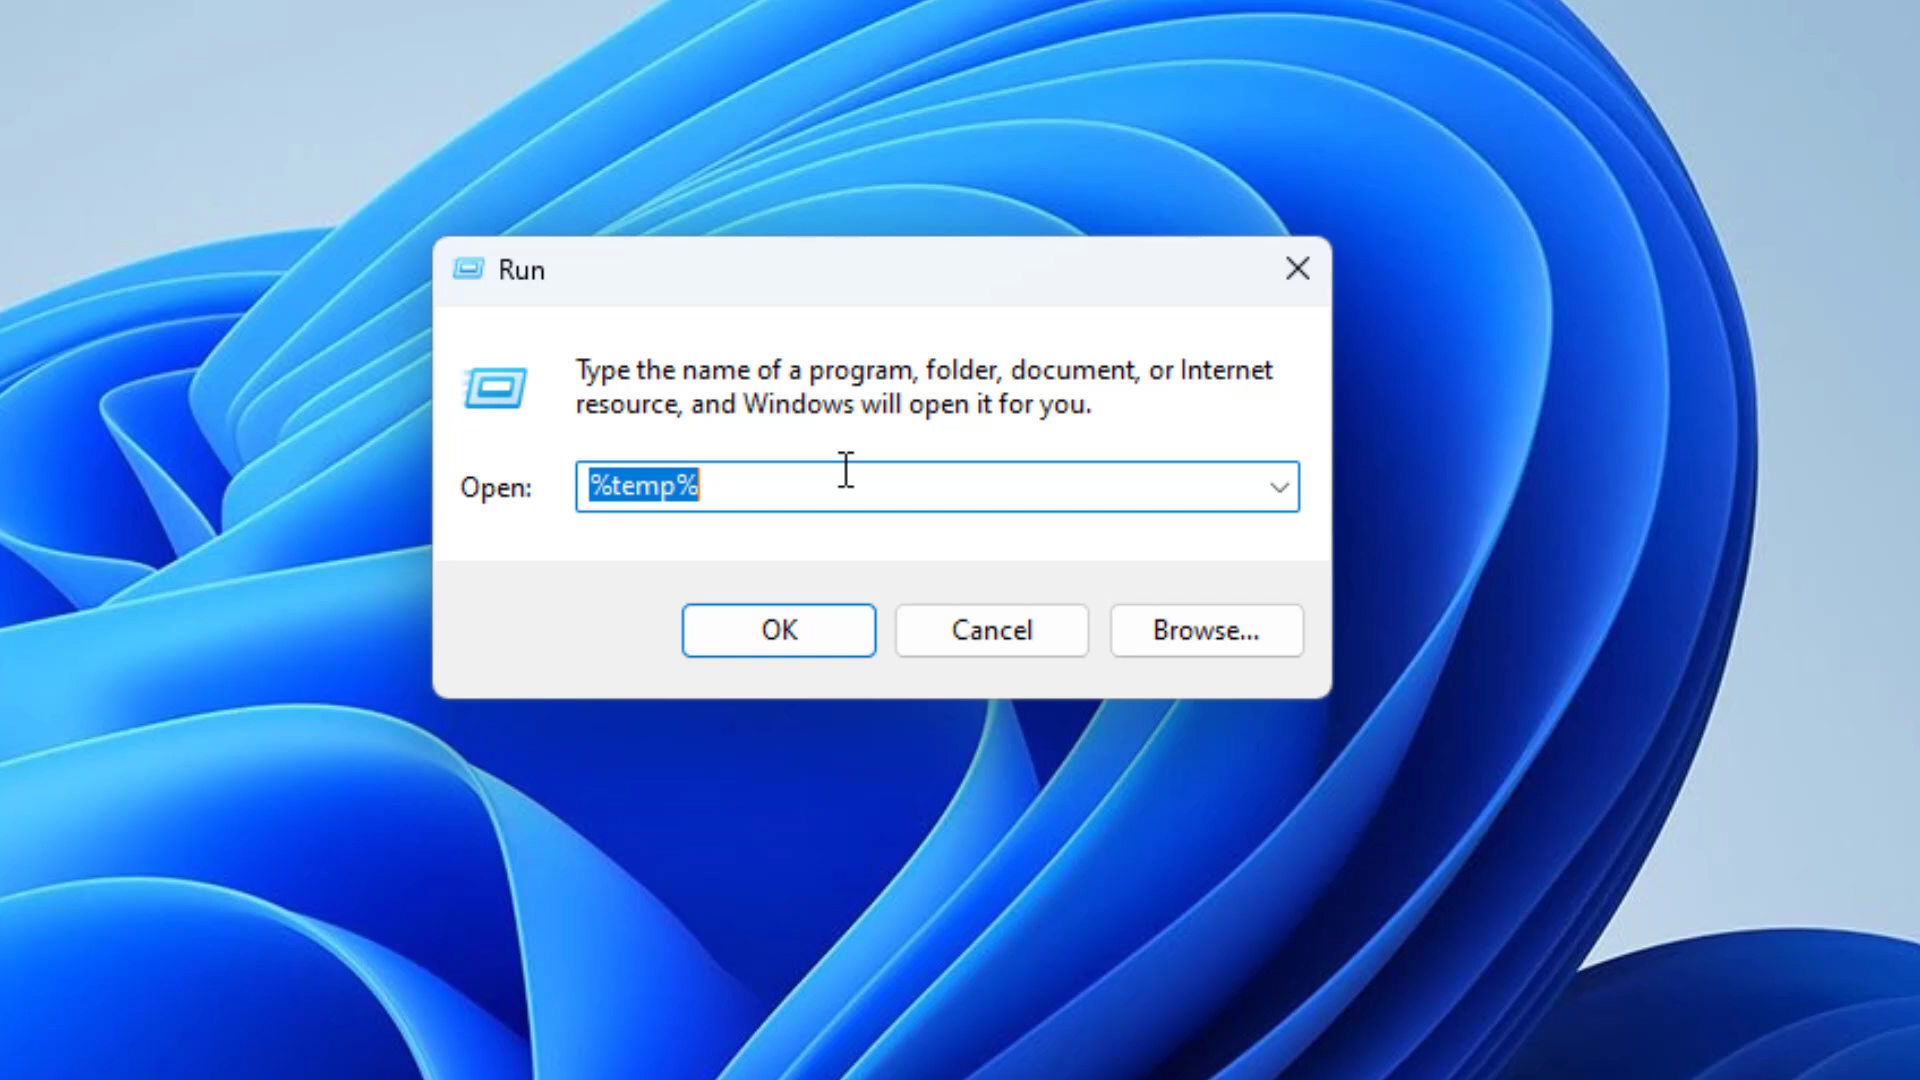 Run
Type the name of a program, folder, document, or Internet
resource, and Windows will open it for you.
Open: %temp%
OK Cancel Browse...